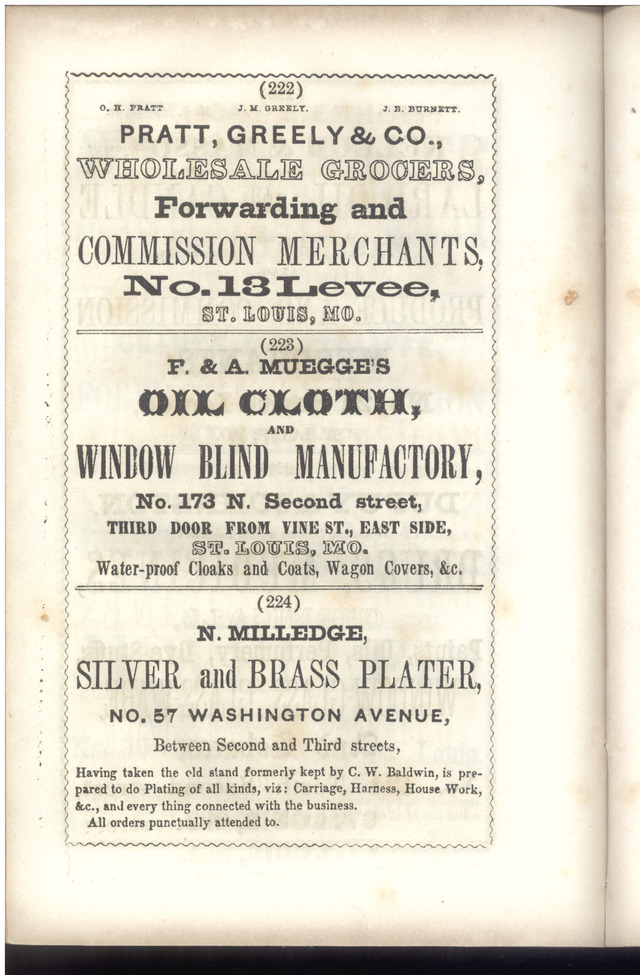 (222)
O. H. PRATT J. M. GREELY. J. B. BURNETT.
PRATT, GREELY & CO.,
WHOLESALE GROCERS,
Forwarding and
COMMISSION MERCHANTS,
No. 13 Levee,
ST. LOUIS, MO.
(223)
F. & A. MUEGGE'S
OIL CLOTH,
AND
WINDOW BLIND MANUFACTORY,
No. 173 N. Second street,
THIRD DOOR FROM VINE ST., EAST SIDE,
ST. LOUIS, MO.
Water-proof Cloaks and Coats, Wagon Covers, &c.
(224)
N. MILLEDGE,
SILVER and BRASS PLATER,
NO. 57 WASHINGTON AVENUE,
Between Second and Third streets,
Having taken the old stand formerly kept by C. W. Baldwin, is pre-
pared to do Plating of all kinds, viz: Carriage, Harness, House Work,
&c., and every thing connected with the business.
All orders punctually attended to.